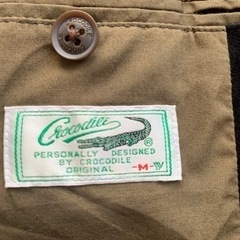 Crocodile
®
PERSONALLY DESIGNED
BY CROCODILE
ORIGINAL
-M-